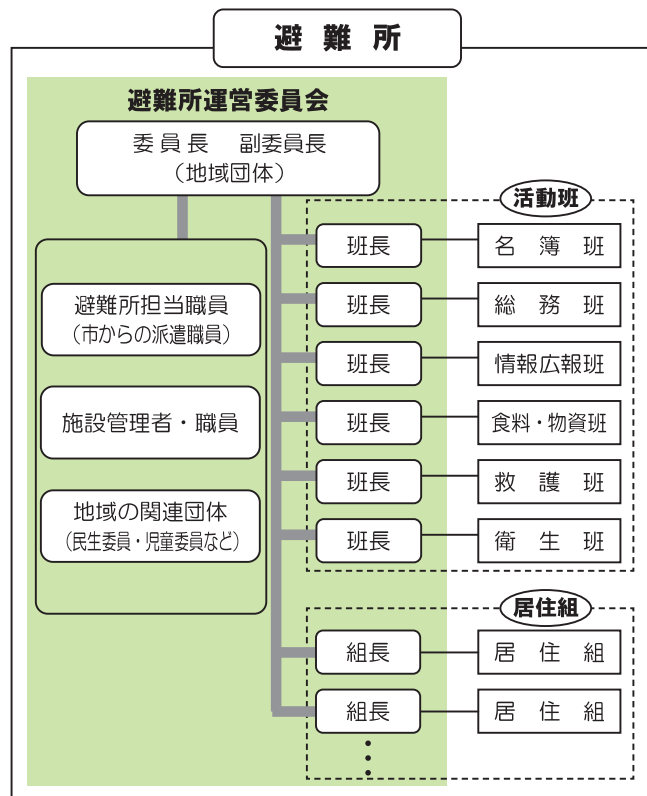 避難所
避難所運営委員会
委員長　副委員長
（地域団体）
避難所担当職員
（市からの派遣職員）
施設管理者・職員
地域の関連団体
（民生委員・児童委員など）
活動班
班長　名簿班
班長　総務班
班長　情報広報班
班長　食料・物資班
班長　救護班
班長　衛生班
居住組
組長　居住組
組長　居住組